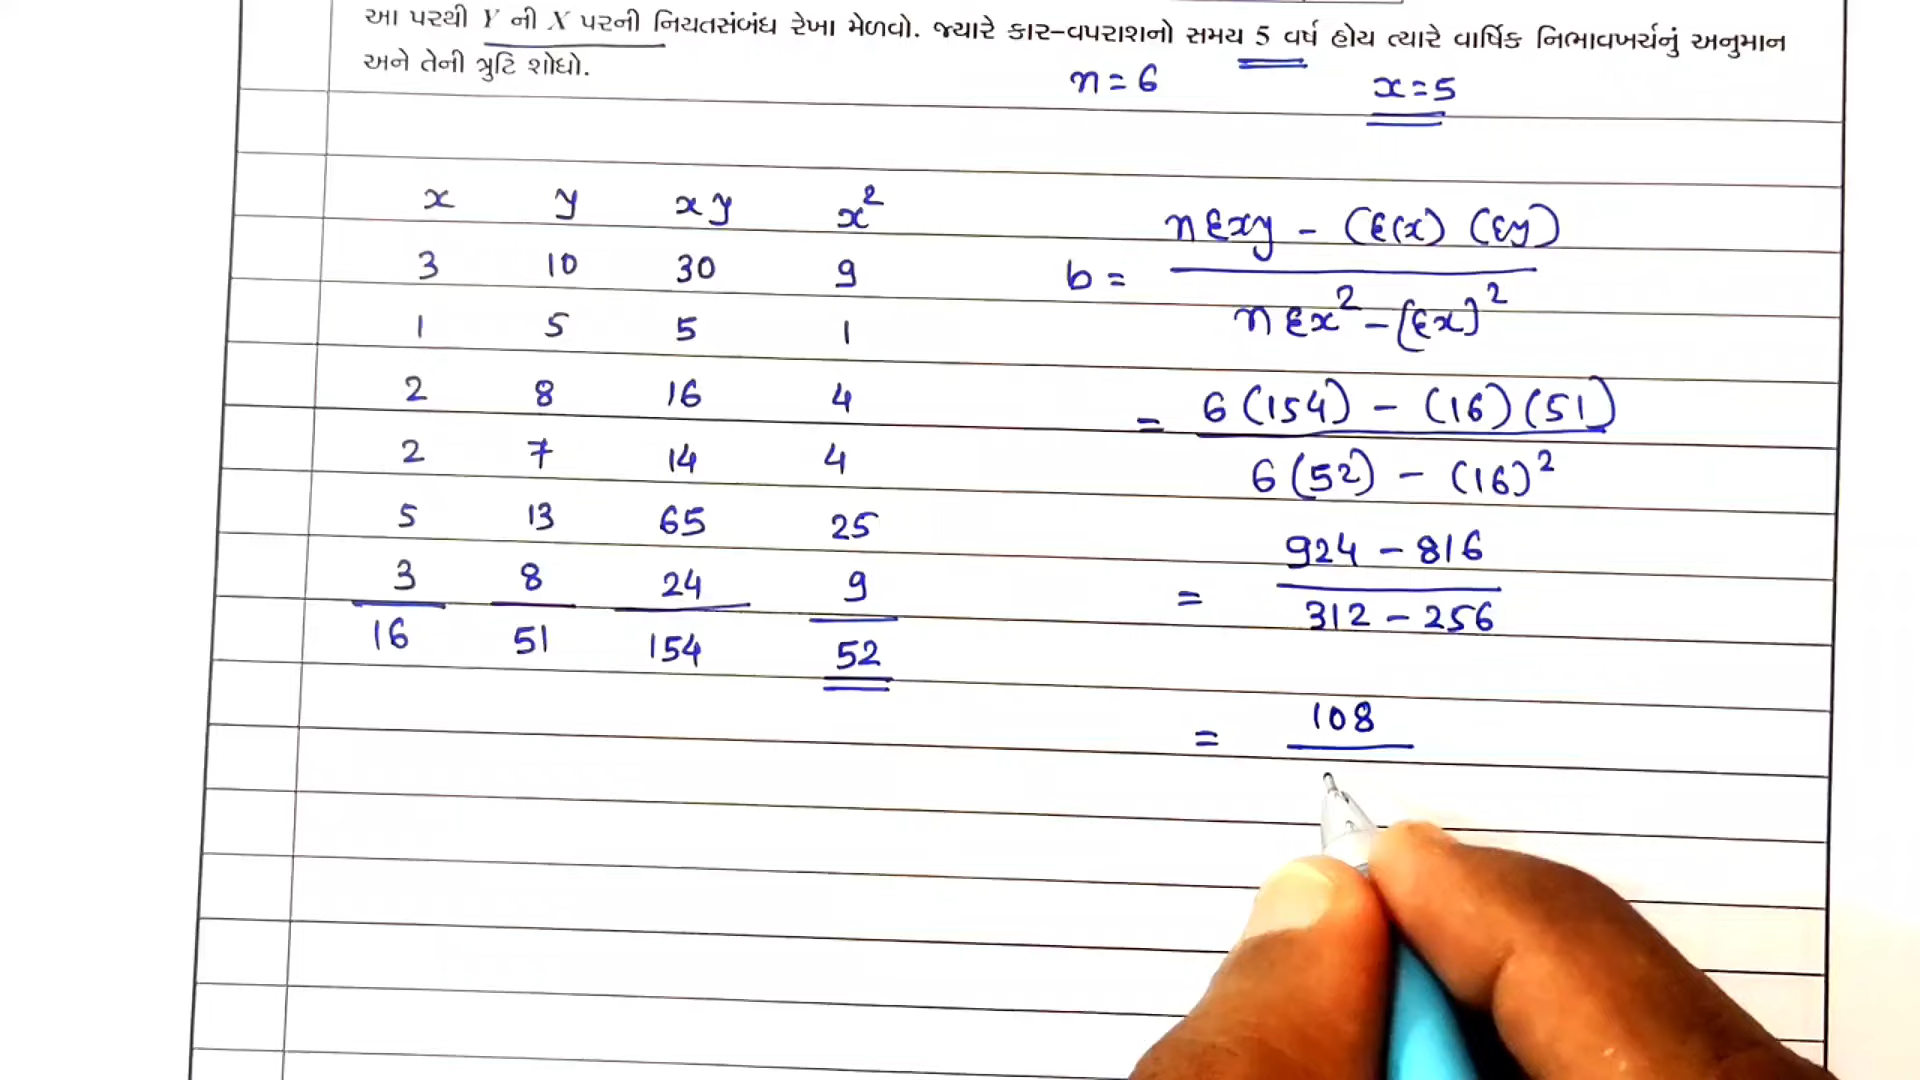 આ પરથી Y ની X પરની નિયતસંબંધ રેખા મેળવો. જ્યારે કાર-વપરાશનો સમય 5 વર્ષ હોય ત્યારે વાર્ષિક નિભાવખર્ચનું અનુમાન
અને તેની ત્રુટિ શોધો.
n = 6 x = 5
x y xy x²
3 10 30 9
1 5 5 1
2 8 16 4
2 7 14 4
5 13 65 25
3 8 24 9
16 51 154 52
nΣxy - (Σ(x) (Σy)
b =
nΣx² - (Σx)²
= 6(154) - (16)(51)
6(52) - (16)²
924 - 816
=
312 - 256
108
=